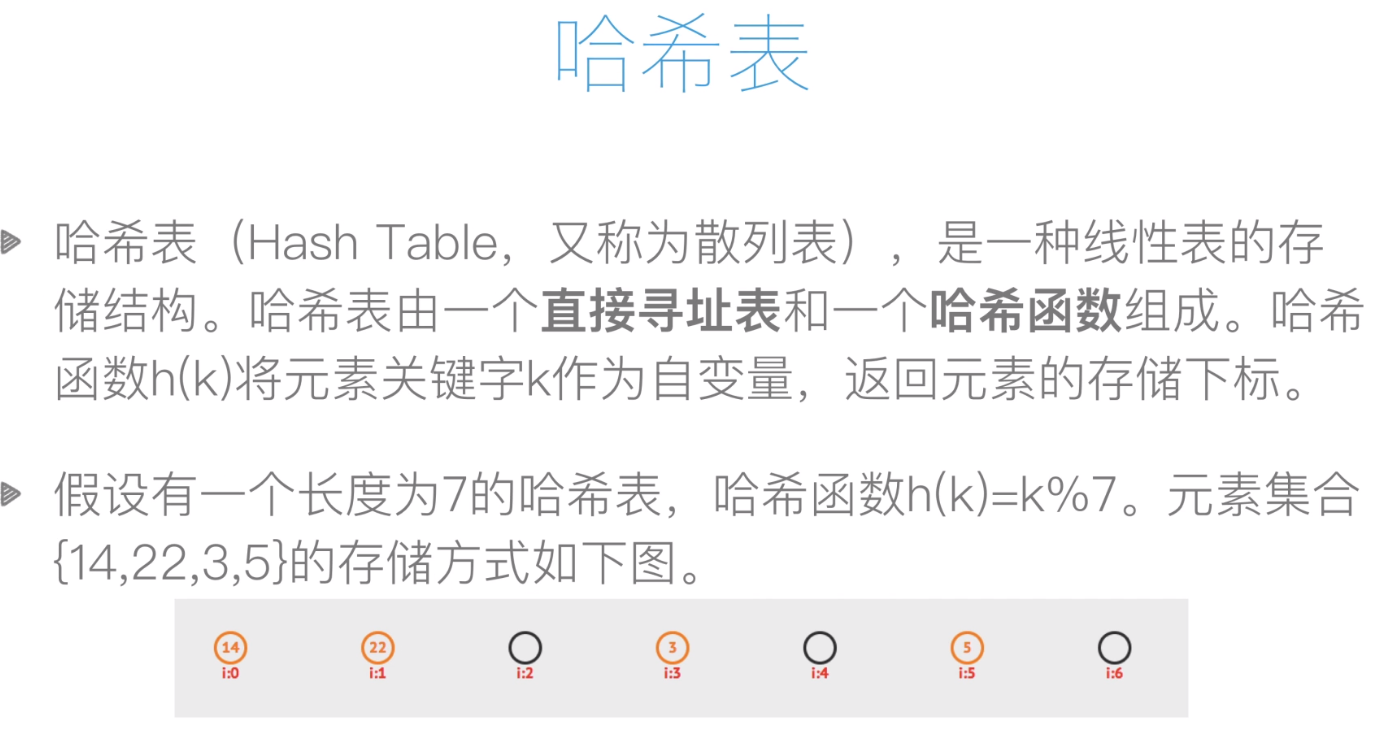 哈希表
哈希表（Hash Table，又称为散列表），是一种线性表的存
储结构。哈希表由一个直接寻址表和一个哈希函数组成。哈希
函数h(k)将元素关键字k作为自变量，返回元素的存储下标。
假设有一个长度为7的哈希表，哈希函数h(k)=k%7。元素集合
{14,22,3,5}的存储方式如下图。
14 22 3 5
i:0 i:1 i:2 i:3 i:4 i:5 i:6